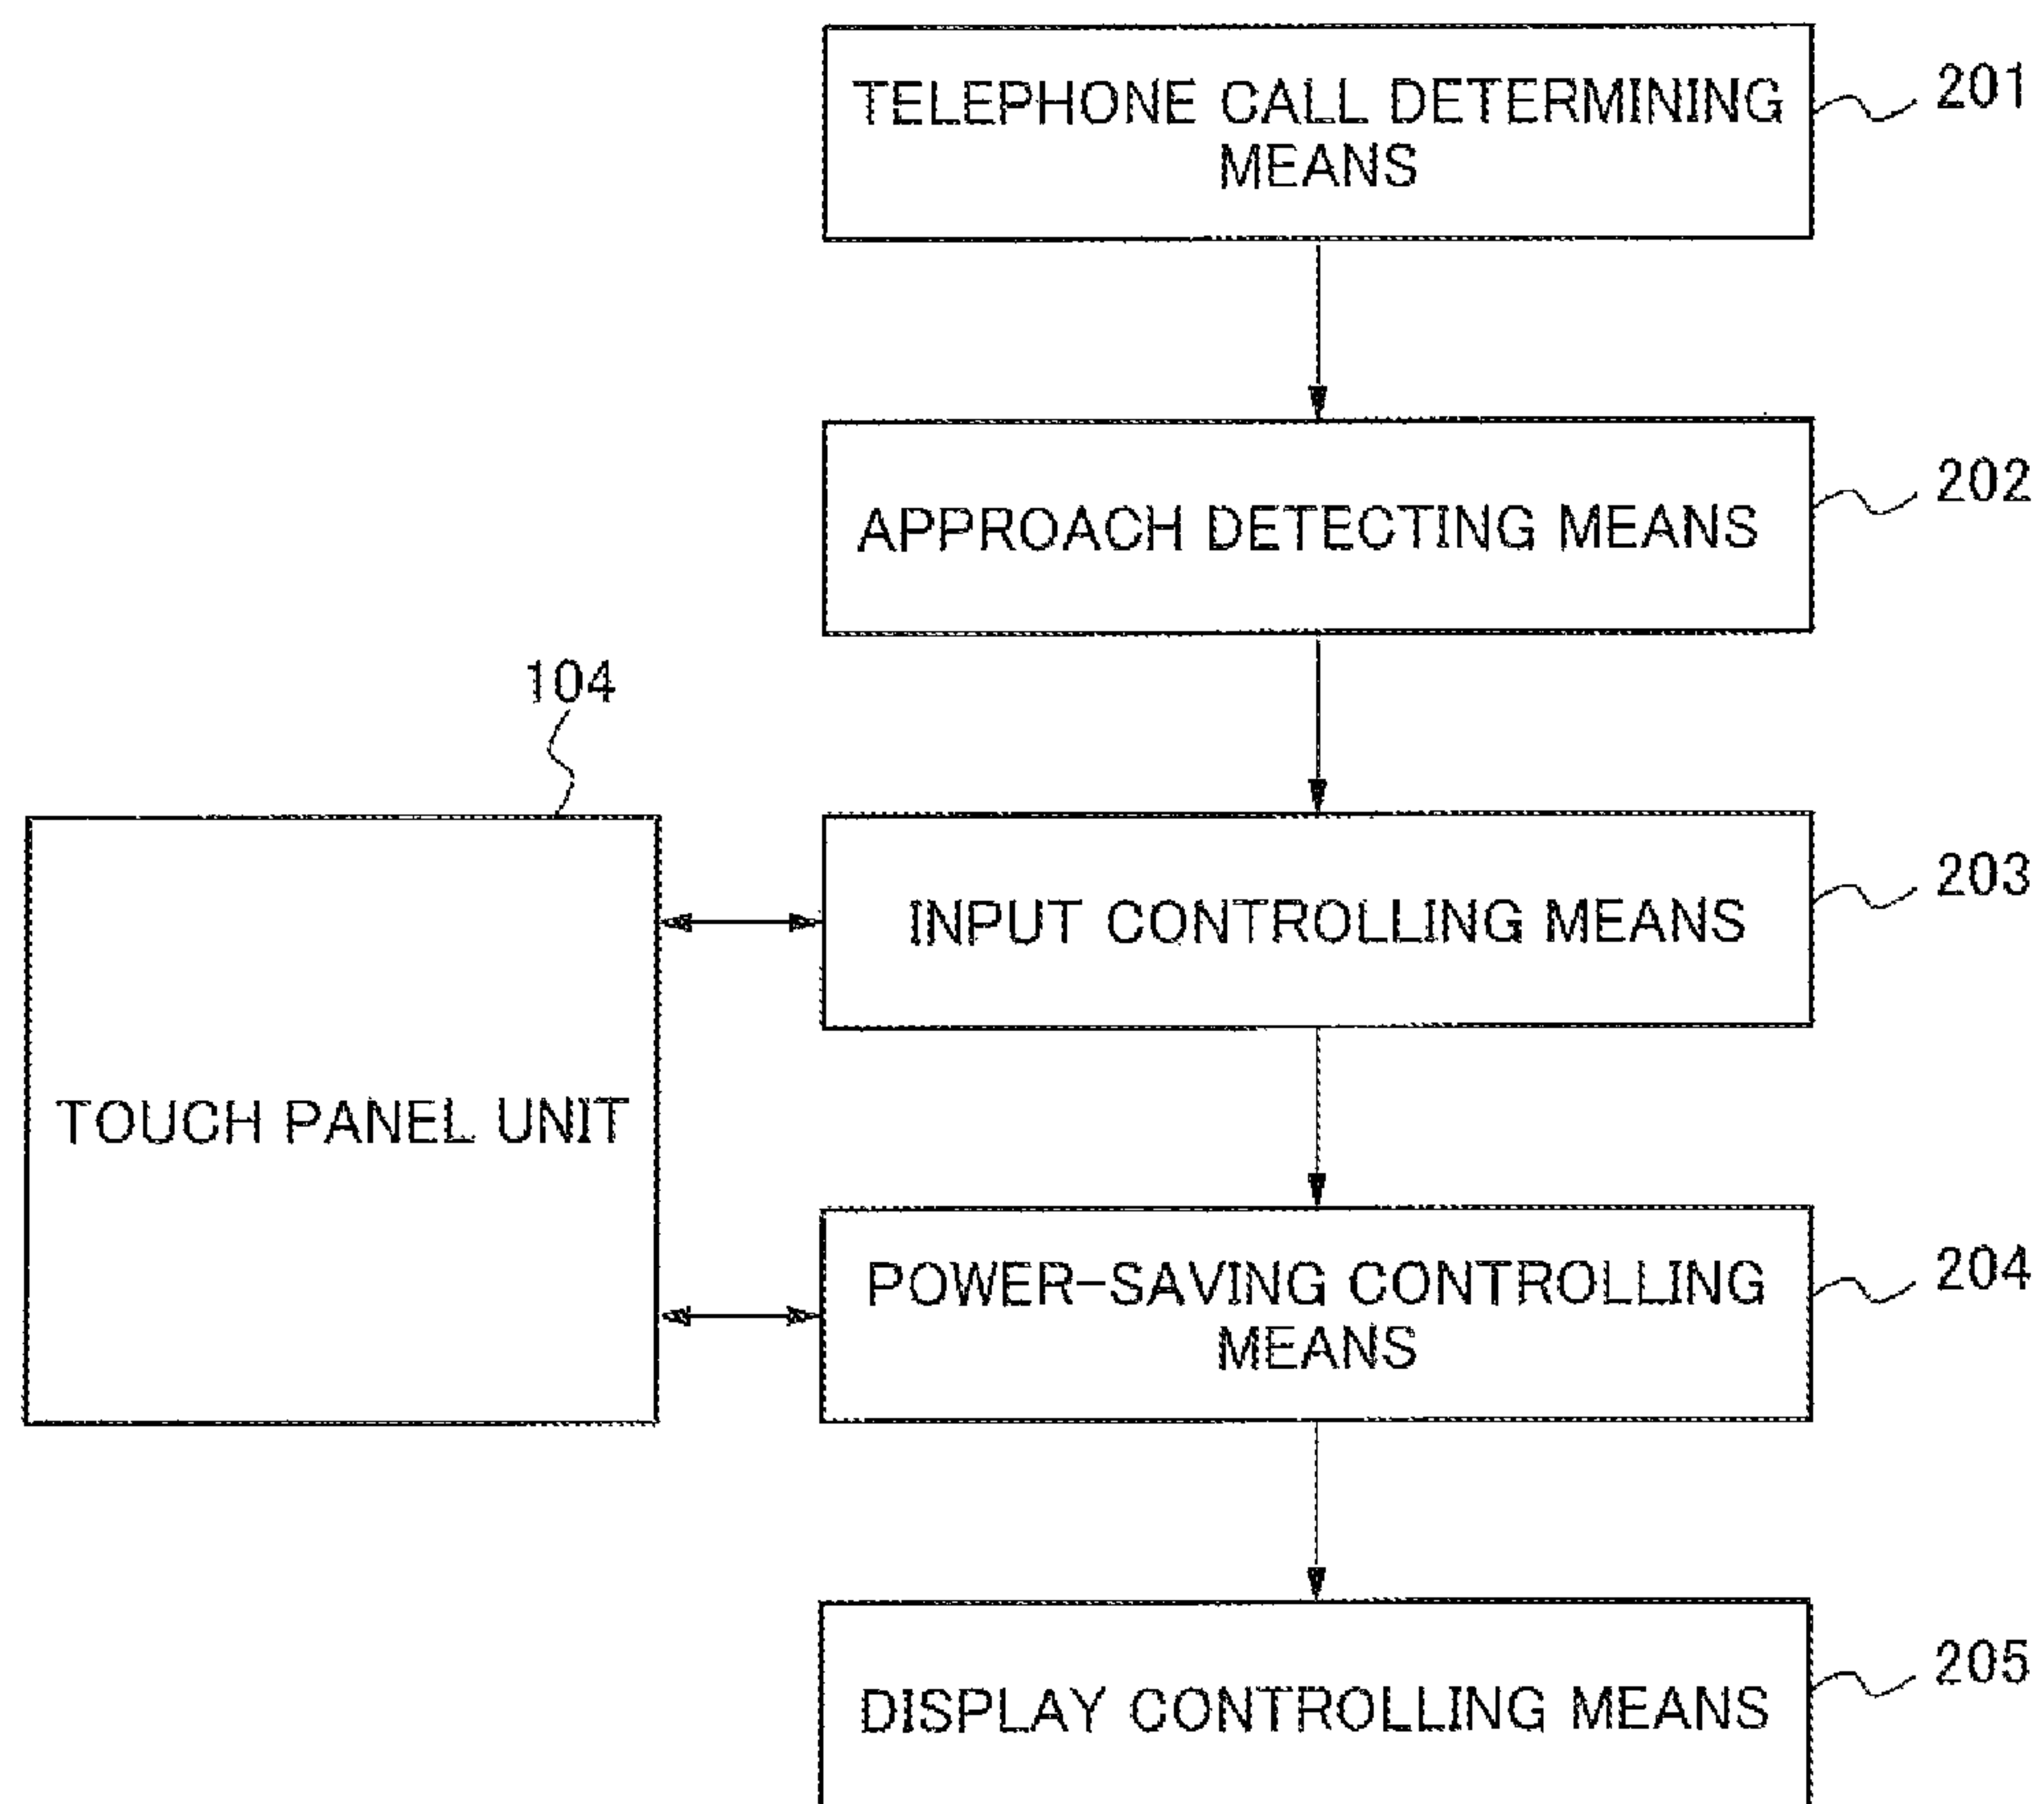 TELEPHONE CALL DETERMINING
MEANS
201
APPROACH DETECTING MEANS
202
104
INPUT CONTROLLING MEANS
203
TOUCH PANEL UNIT
POWER-SAVING CONTROLLING
MEANS
204
DISPLAY CONTROLLING MEANS
205